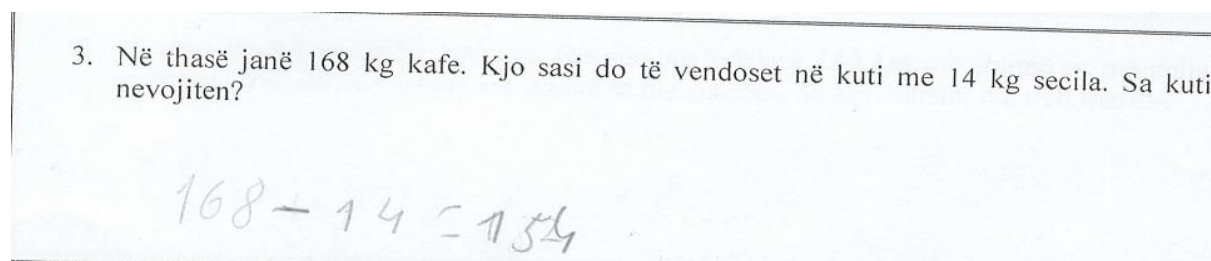 3. Në thasë janë 168 kg kafe. Kjo sasi do të vendoset në kuti me 14 kg secila. Sa kuti
nevojiten?
168 - 14 = 154